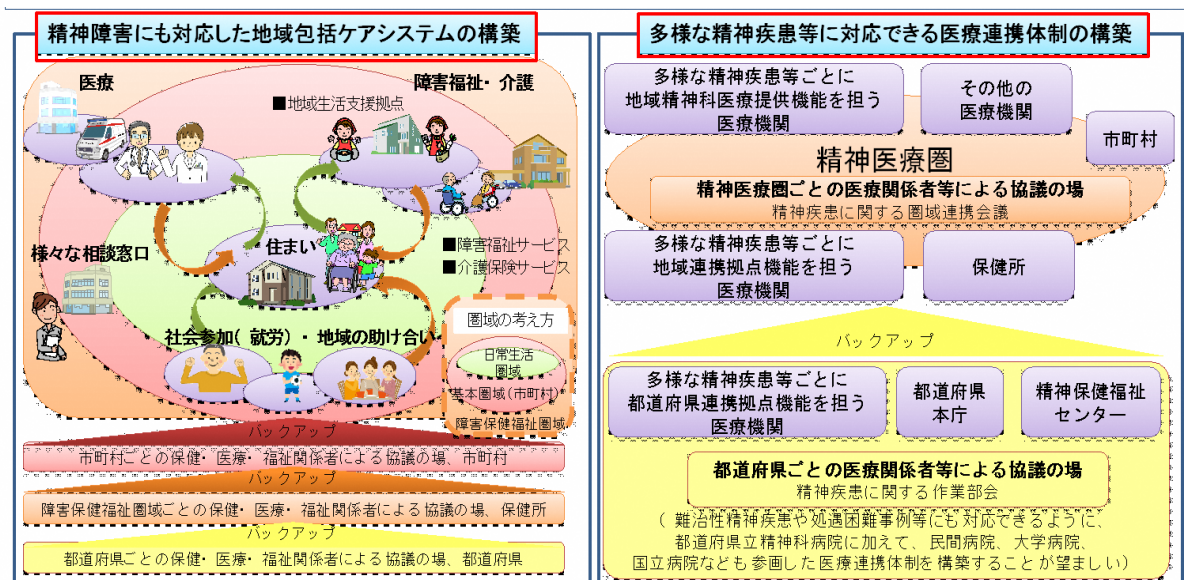 精神障害にも対応した地域包括ケアシステムの構築
医療
障害福祉・介護
■地域生活支援拠点
様々な相談窓口
住まい
■障害福祉サービス
■介護保険サービス
社会参加(就労)・地域の助け合い
圏域の考え方
日常生活
圏域
基本圏域(市町村)
障害保健福祉圏域
バックアップ
市町村ごとの保健・医療・福祉関係者による協議の場、市町村
バックアップ
障害保健福祉圏域ごとの保健・医療・福祉関係者による協議の場、保健所
バックアップ
都道府県ごとの保健・医療・福祉関係者による協議の場、都道府県
多様な精神疾患等に対応できる医療連携体制の構築
多様な精神疾患等ごとに
地域精神科医療提供機能を担う
医療機関
その他の
医療機関
市町村
精神医療圏
精神医療圏ごとの医療関係者等による協議の場
精神疾患に関する圏域連携会議
多様な精神疾患等ごとに
地域連携拠点機能を担う
医療機関
保健所
バックアップ
多様な精神疾患等ごとに
都道府県連携拠点機能を担う
医療機関
都道府県
本庁
精神保健福祉
センター
都道府県ごとの医療関係者等による協議の場
精神疾患に関する作業部会
(難治性精神疾患や処遇困難事例等にも対応できるように、
都道府県立精神科病院に加えて、民間病院、大学病院、
国立病院なども参画した医療連携体制を構築することが望ましい)